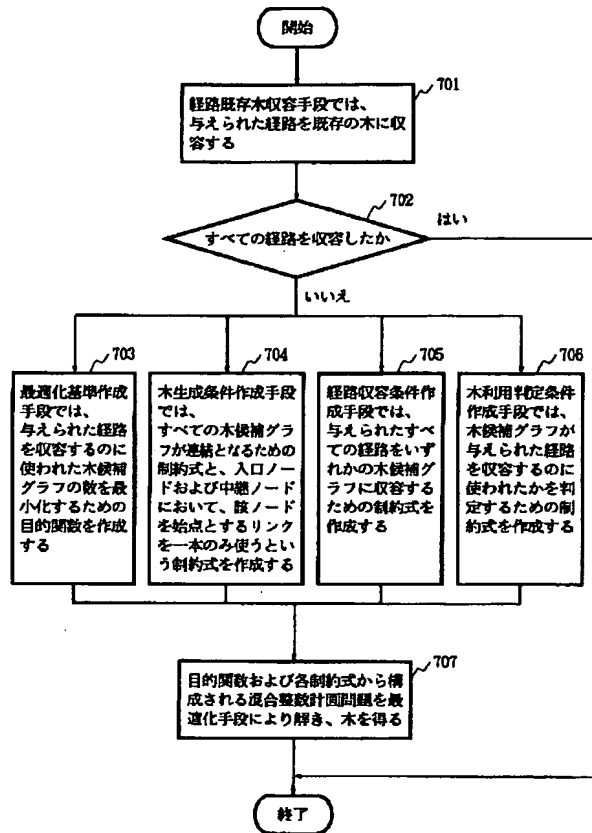 開始
701
経路既存木収容手段では、
与えられた経路を既存の木に収
容する
702
すべての経路を収容したか
はい
いいえ
703
最適化基準作成
手段では、
与えられた経路
を収容するのに
使われた木候補
グラフの数を最
小化するための
目的関数を作成
する
704
木生成条件作成手段
では、
すべての木候補グラ
フが連結となるための
制約式と、入口ノー
ドおよび中継ノード
において、該ノード
を始点とするリンク
を一本のみ使うとい
う制約式を作成する
705
経路収容条件作
成手段では、
与えられたすべ
ての経路をいず
れかの木候補グ
ラフに収容する
ための制約式を
作成する
706
木利用判定条件
作成手段では、
木候補グラフが
与えられた経路
を収容するのに
使われたかを判
定するための制
約式を作成する
707
目的関数および各制約式から構
成される混合整数計画問題を最
適化手段により解き、木を得る
終了